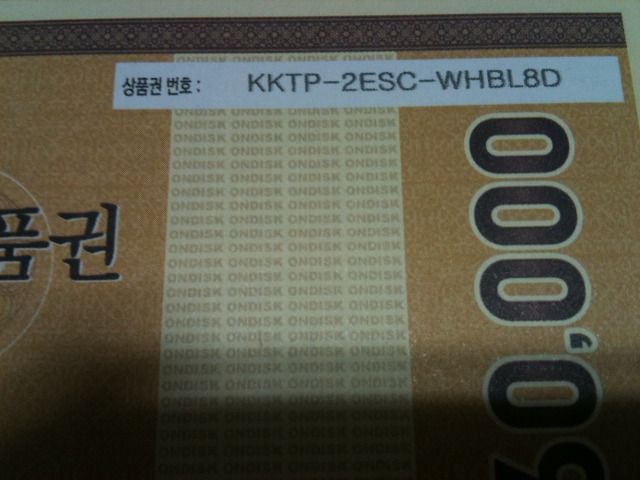 상품권 번호 : KKTP-2ESC-WHBL8D
품권
0,000
ONDISK ONDISK ONDISK ONDISK